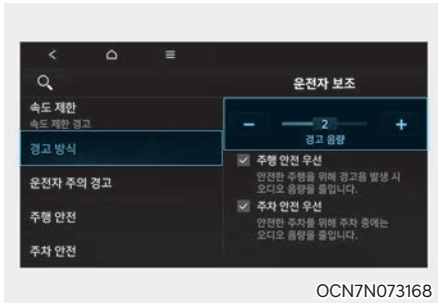 운전자 보조
속도 제한
속도 제한 경고
경고 방식
운전자 주의 경고
주행 안전
주차 안전
2
경고 음량
주행 안전 우선
안전한 주행을 위해 경고음 발생 시
오디오 음량을 줄입니다.
주차 안전 우선
안전한 주차를 위해 주차 중에는
오디오 음량을 줄입니다.
OCN7N073168